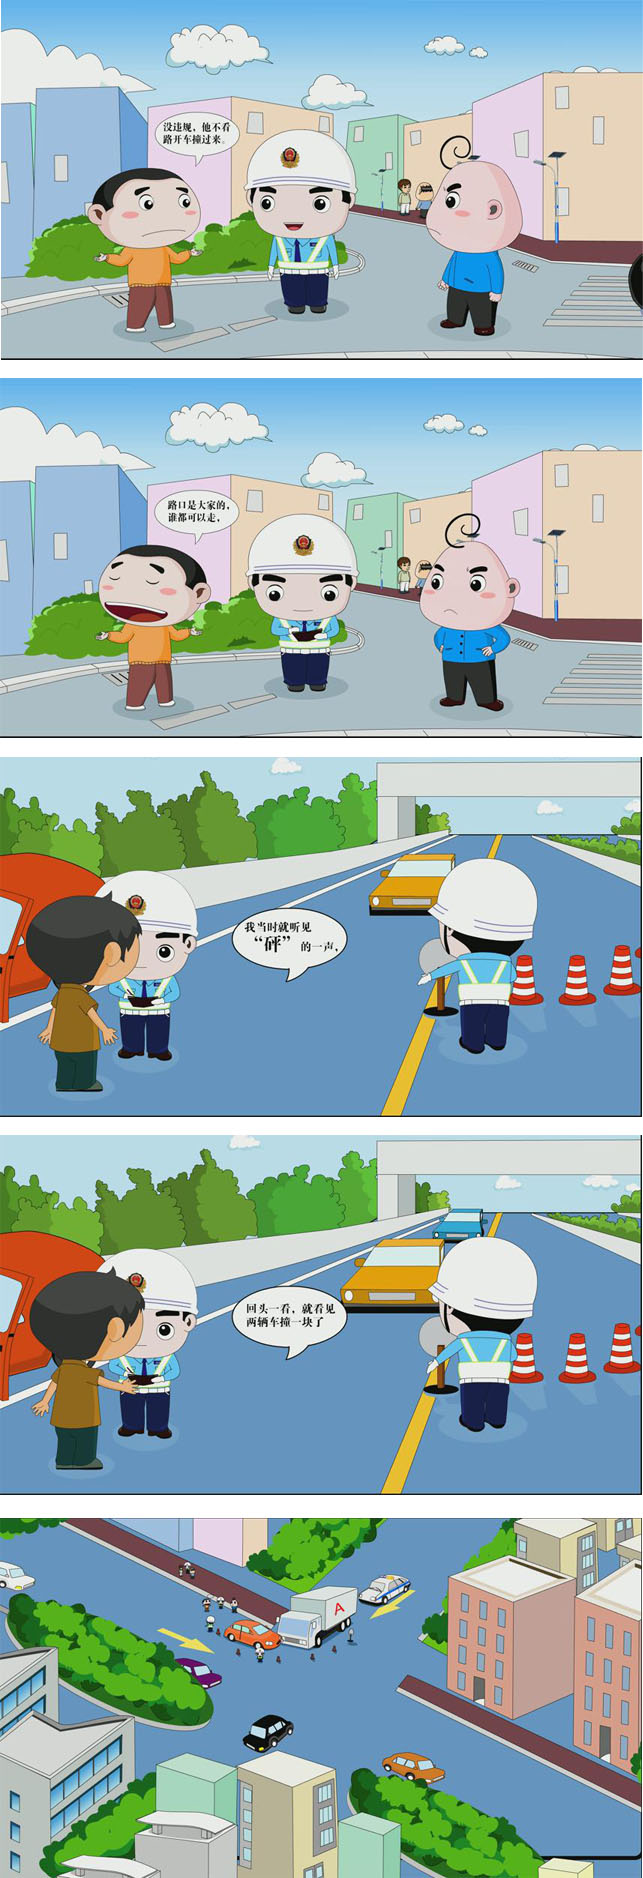 没违规，他不看
路开车撞过来。
路口是大家的，
谁都可以走，
我当时就听见
“砰”的一声，
回头一看，就看见
两辆车撞一块了
A